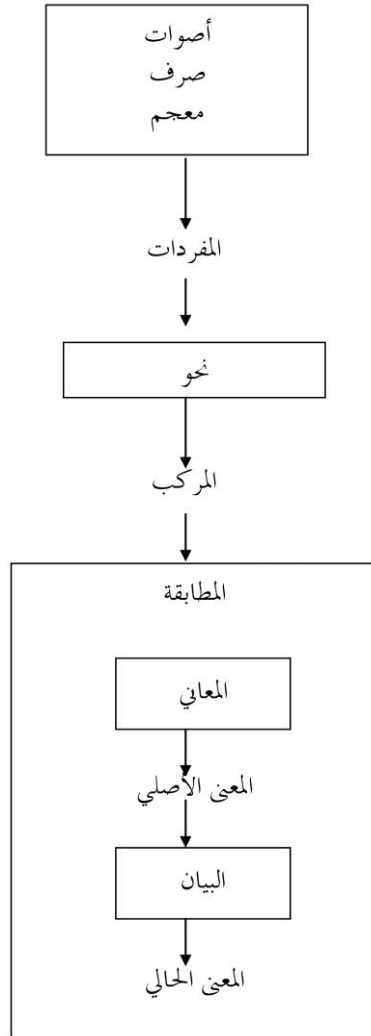 أصوات
صرف
معجم
المفردات
نحو
المركب
المطابقة
المعاني
المعنى الأصلي
البيان
المعنى الحالي